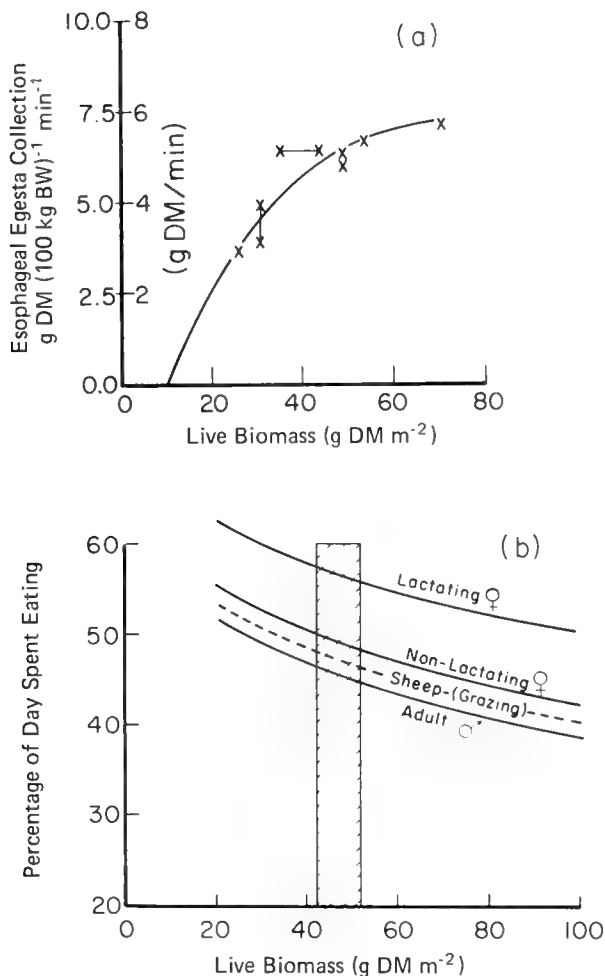 (a)
Esophageal Egesta Collection
g DM (100 kg BW)⁻¹ min⁻¹
10.0
7.5
5.0
2.5
0.0
8
6
4
2
(g DM/min)
0 20 40 60 80
Live Biomass (g DM m⁻²)
(b)
Percentage of Day Spent Eating
60
50
40
30
20
Lactating ♀
Non-Lactating ♀
Sheep-(Grazing)
Adult ♂
0 20 40 60 80 100
Live Biomass (g DM m⁻²)